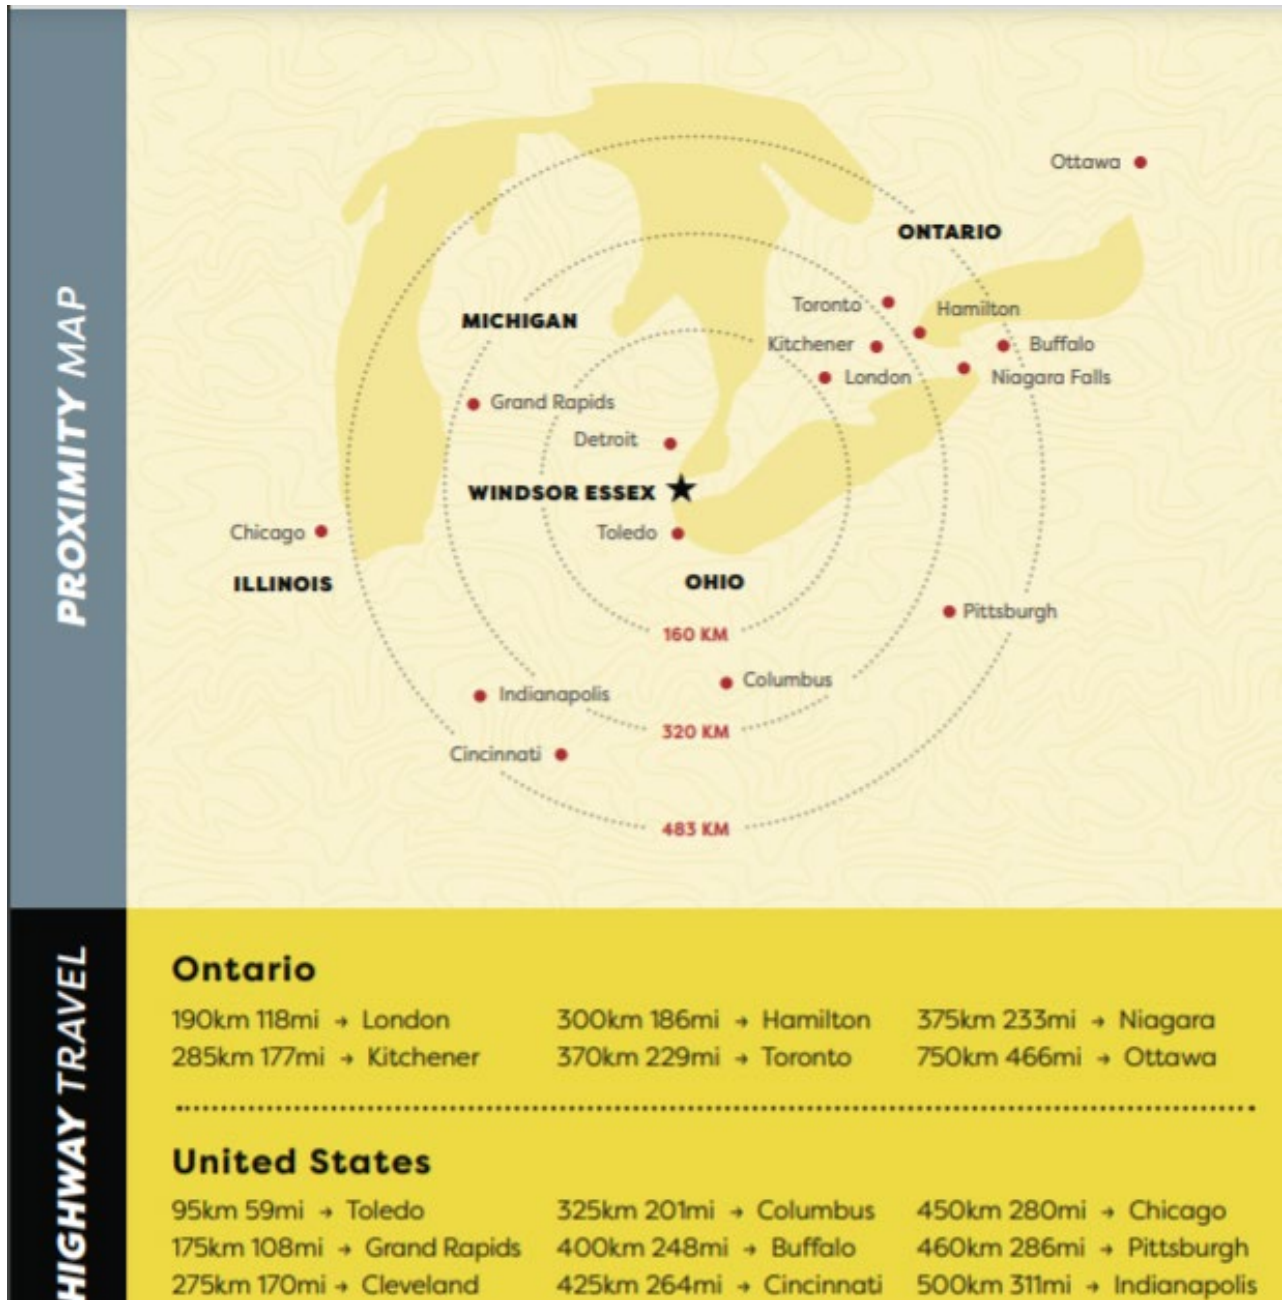 PROXIMITY MAP
Ottawa
ONTARIO
Toronto
Hamilton
MICHIGAN
Kitchener
Buffalo
London
Niagara Falls
Grand Rapids
Detroit
WINDSOR ESSEX
Chicago
Toledo
ILLINOIS
OHIO
Pittsburgh
160 KM
Columbus
Indianapolis
320 KM
Cincinnati
483 KM
HIGHWAY TRAVEL
Ontario
190km 118mi → London
285km 177mi → Kitchener
300km 186mi → Hamilton
370km 229mi → Toronto
375km 233mi → Niagara
750km 466mi → Ottawa
United States
95km 59mi → Toledo
175km 108mi → Grand Rapids
275km 170mi → Cleveland
325km 201mi → Columbus
400km 248mi → Buffalo
425km 264mi → Cincinnati
450km 280mi → Chicago
460km 286mi → Pittsburgh
500km 311mi → Indianapolis